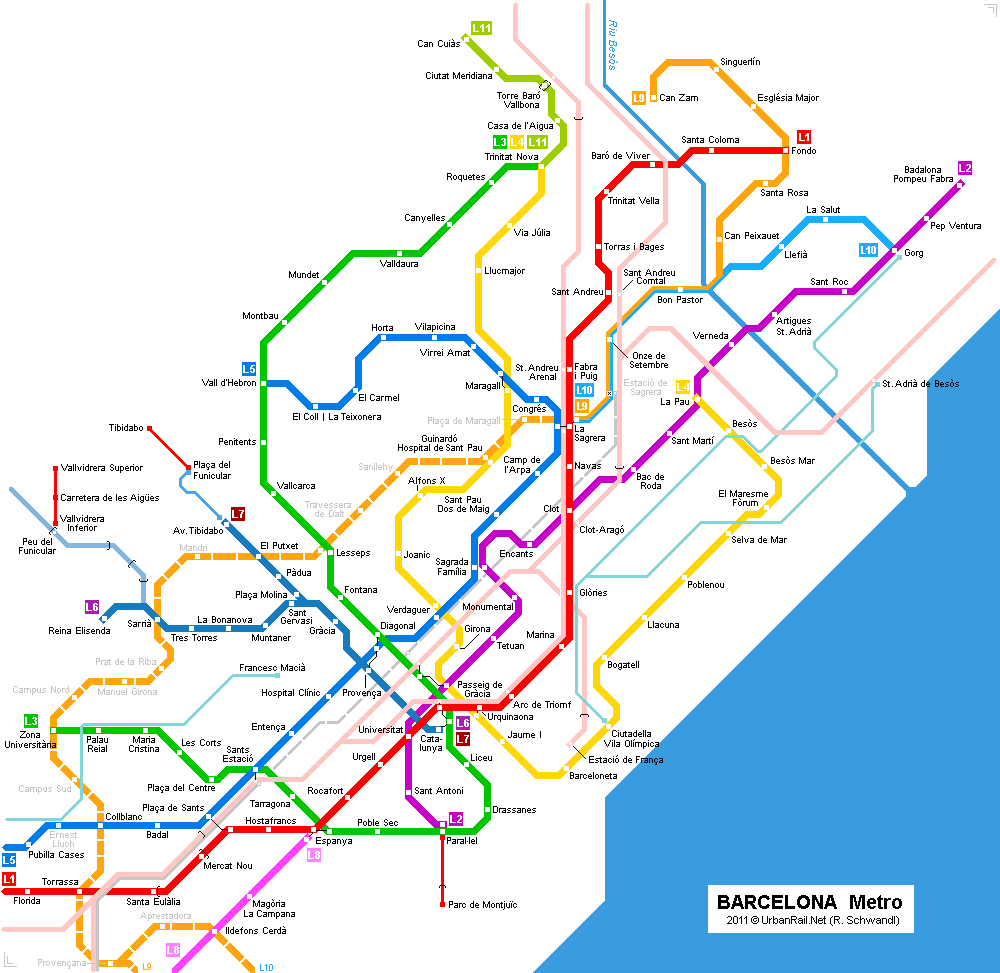 L11
Can Cuiàs
Riu Besòs
Ciutat Meridiana
Singuerlín
Torre Baró
Vallbona
L9
Can Zam
Església Major
Casa de l'Aigua
L3 L4 L11
Trinitat Nova
Santa Coloma
L1
Fondo
Baró de Viver
Badalona
Pompeu Fabra
L2
Roquetes
Trinitat Vella
Santa Rosa
Canyelles
Via Júlia
La Salut
Pep Ventura
Can Peixauet
Torras i Bages
Llefià
L10
Gorg
Valldaura
Llucmajor
Mundet
Sant Andreu
Comtal
Sant Roc
Sant Andreu
Bon Pastor
Montbau
Artigues
St. Adrià
Horta
Vilapicina
Verneda
Virrei Amat
Onze de
Setembre
L5
Vall d'Hebron
St. Andreu
Arenal
Fabra
i Puig
Maragall
L10
Estació de
Sagrera
L4
St. Adrià de Besòs
El Carmel
La Pau
El Coll | La Teixonera
Congrés
L9
Plaça de Maragall
Tibidabo
La
Sagrera
Besòs
Penitents
Guinardó
Hospital de Sant Pau
Sant Martí
Vallvidrera Superior
Plaça del
Funicular
Sanllehy
Camp de
l'Arpa
Navas
Besòs Mar
Carretera de les Aigües
Vallcarca
Alfons X
Bac de
Roda
Travessera
de Dalt
Sant Pau
Dos de Maig
El Maresme
Fòrum
Vallvidrera
Inferior
L7
Clot
Av. Tibidabo
Clot-Aragó
Peu del
Funicular
Mandri
El Putxet
Lesseps
Joanic
Encants
Selva de Mar
Sagrada
Família
Pàdua
Poblenou
Plaça Molina
Fontana
Glòries
L6
Verdaguer
Monumental
Reina Elisenda
Sarrià
La Bonanova
Sant
Gervasi
Diagonal
Girona
Llacuna
Tres Torres
Muntaner
Gràcia
Tetuan
Marina
Prat de la Riba
Francesc Macià
Bogatell
Campus Nord
Manuel Girona
Hospital Clínic
Provença
Passeig de
Gràcia
Arc de Triomf
L3
Zona
Universitària
Palau
Reial
Maria
Cristina
Les Corts
Entença
Universitat
Cata-
lunya
L6
L7
Urquinaona
Ciutadella
Vila Olímpica
Sants
Estació
Jaume I
Estació de França
Urgell
Liceu
Campus Sud
Plaça del Centre
Rocafort
Sant Antoni
Barceloneta
Plaça de Sants
Tarragona
Drassanes
Collblanc
Hostafrancs
L2
Poble Sec
Ernest
Lluch
Badal
Espanya
Paral·lel
Pubilla Cases
L5
L8
Mercat Nou
L1
Torrassa
Florida
Santa Eulàlia
Magòria
La Campana
Parc de Montjuïc
Aprestadora
Ildefons Cerdà
L8
Provençana
L9
L10
BARCELONA Metro
2011 © UrbanRail.Net (R. Schwandl)